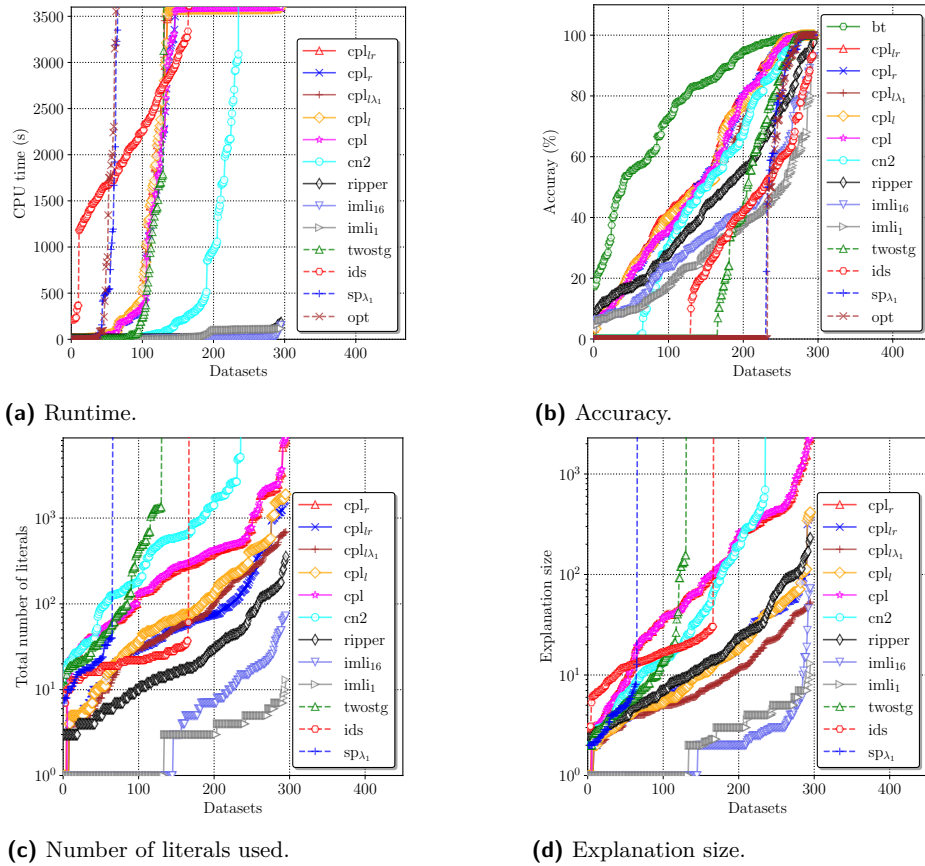 3500
3000
2500
2000
1500
1000
500
0
CPU time (s)
0 100 200 300 400
Datasets
cpl_lr
cpl_r
cpl_lλ1
cpl_l
cpl
cn2
ripper
imli_16
imli_1
twostg
ids
sp_λ1
opt
(a) Runtime.
100
80
60
40
20
0
Accuray (%)
0 100 200 300 400
Datasets
bt
cpl_lr
cpl_r
cpl_lλ1
cpl_l
cpl
cn2
ripper
imli_16
imli_1
twostg
ids
sp_λ1
opt
(b) Accuracy.
10^3
10^2
10^1
10^0
Total number of literals
0 100 200 300 400
Datasets
cpl_r
cpl_lr
cpl_lλ1
cpl_l
cpl
cn2
ripper
imli_16
imli_1
twostg
ids
sp_λ1
(c) Number of literals used.
10^3
10^2
10^1
10^0
Explanation size
0 100 200 300 400
Datasets
cpl_r
cpl_lr
cpl_lλ1
cpl_l
cpl
cn2
ripper
imli_16
imli_1
twostg
ids
sp_λ1
(d) Explanation size.